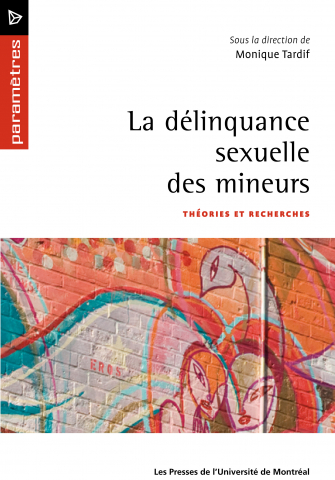 paramètres
Sous la direction de
Monique Tardif
La délinquance
sexuelle
des mineurs
THÉORIES ET RECHERCHES
EROS
Les Presses de l’Université de Montréal